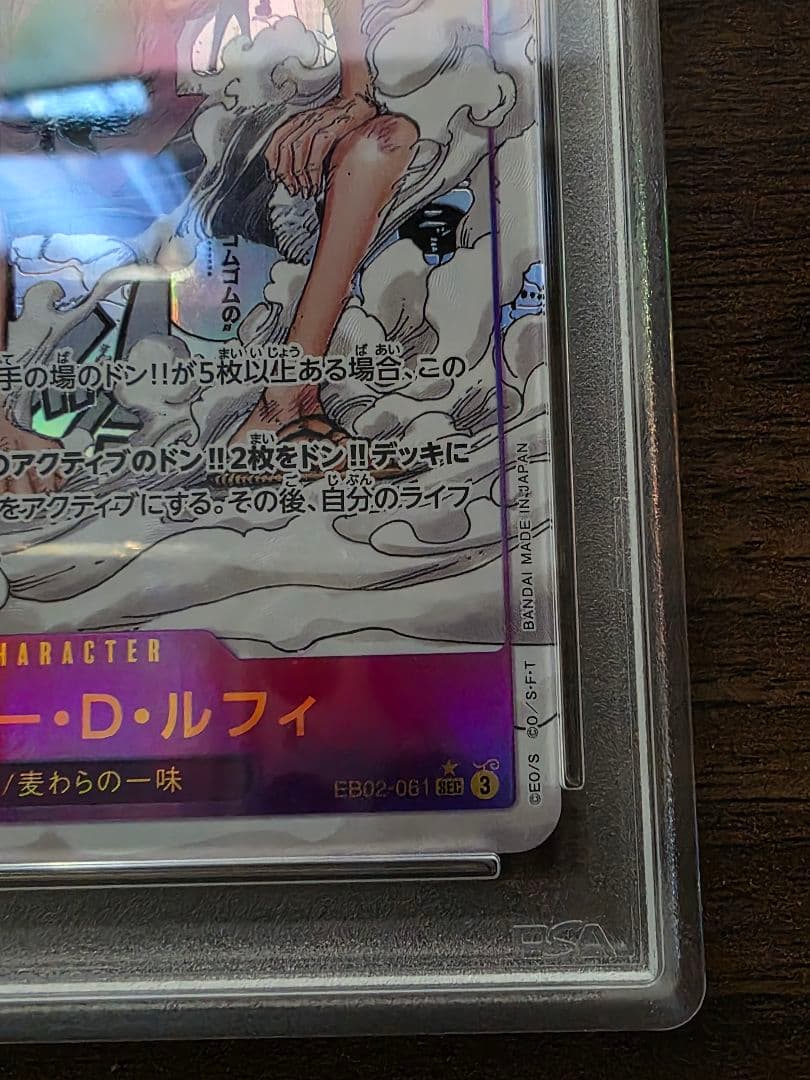 ゴムゴムの"
……
手の場のドン!!が5枚以上ある場合、この
のアクティブのドン!!2枚をドン!!デッキに
をアクティブにする。その後、自分のライフ
BANDAI MADE IN JAPAN
©EO/S ©O/S・F・T
HARACTER
ー・D・ルフィ
/麦わらの一味
EB02-061 SEC 3
PSA